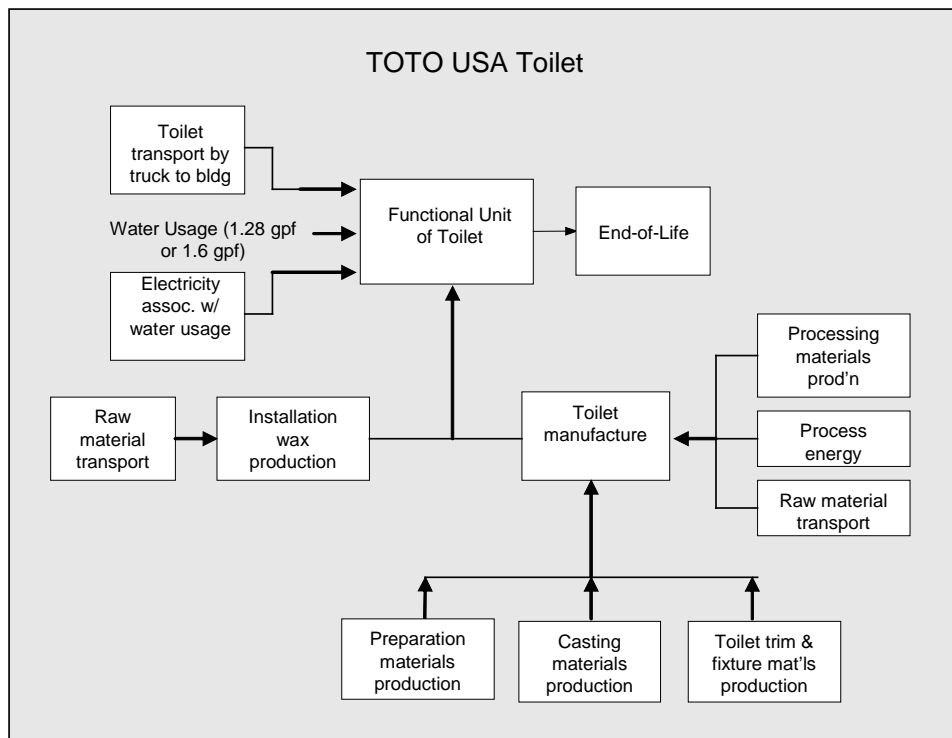 TOTO USA Toilet
Toilet
transport by
truck to bldg
Functional Unit
of Toilet
End-of-Life
Water Usage (1.28 gpf
or 1.6 gpf)
Electricity
assoc. w/
water usage
Processing
materials
prod'n
Raw
material
transport
Installation
wax
production
Toilet
manufacture
Process
energy
Raw material
transport
Preparation
materials
production
Casting
materials
production
Toilet trim &
fixture mat'ls
production